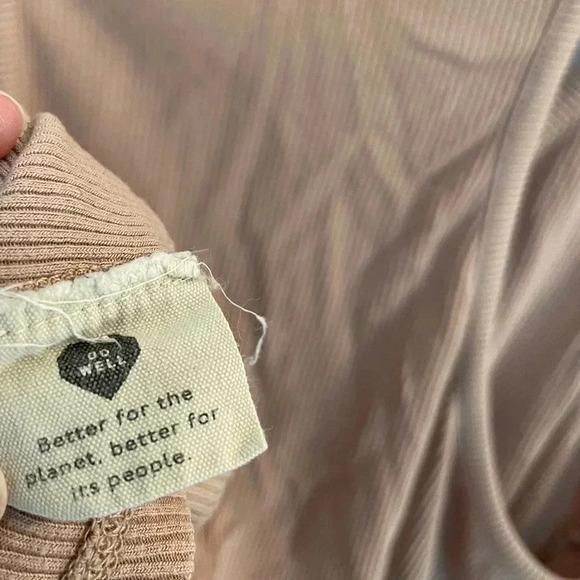 DO
WELL
Better for the
planet, better for
its people.